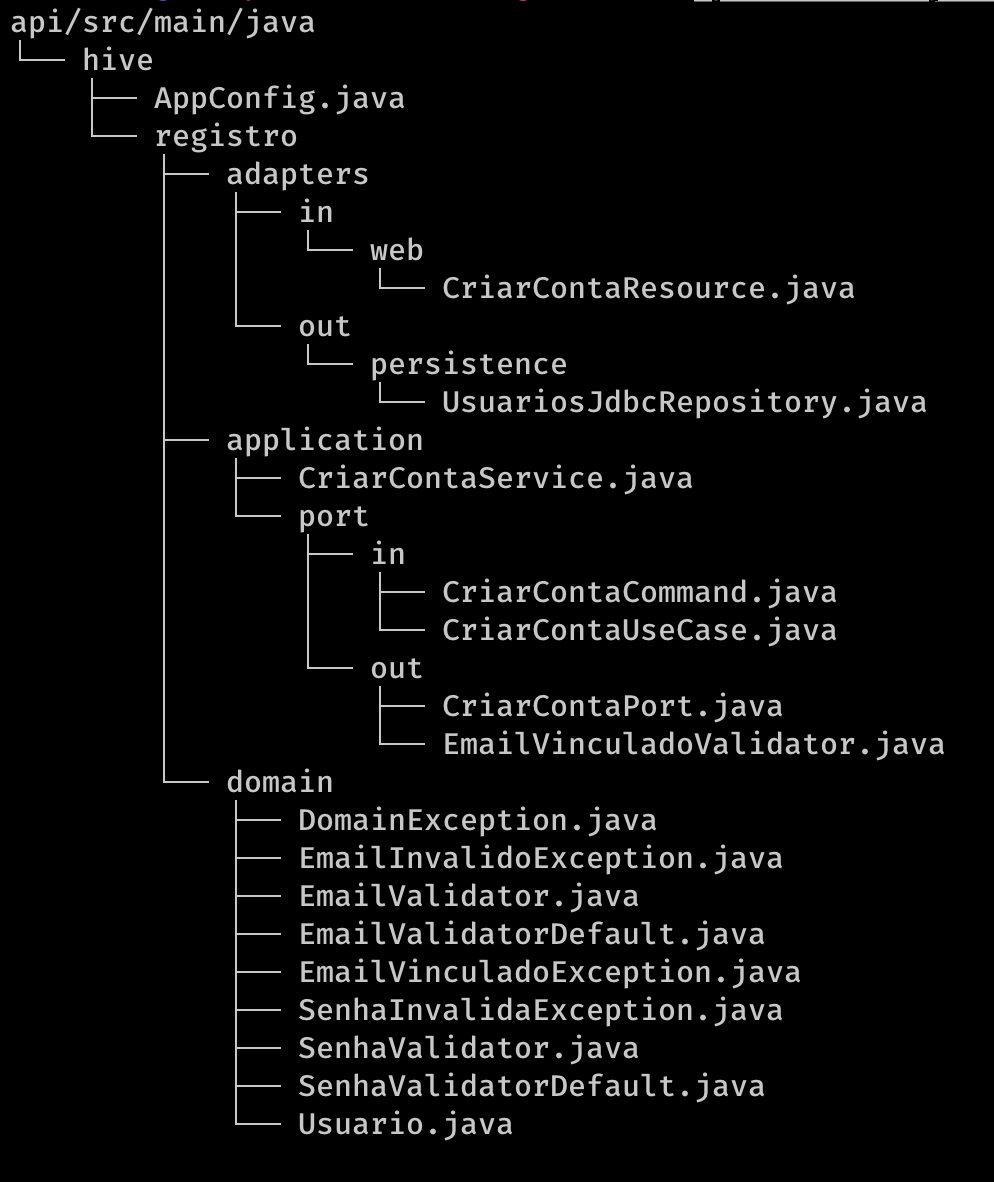 api/src/main/java
└── hive
    ├── AppConfig.java
    └── registro
        ├── adapters
        │   ├── in
        │   │   └── web
        │   │       └── CriarContaResource.java
        │   └── out
        │       └── persistence
        │           └── UsuariosJdbcRepository.java
        ├── application
        │   ├── CriarContaService.java
        │   └── port
        │       ├── in
        │       │   ├── CriarContaCommand.java
        │       │   └── CriarContaUseCase.java
        │       └── out
        │           ├── CriarContaPort.java
        │           └── EmailVinculadoValidator.java
        └── domain
            ├── DomainException.java
            ├── EmailInvalidoException.java
            ├── EmailValidator.java
            ├── EmailValidatorDefault.java
            ├── EmailVinculadoException.java
            ├── SenhaInvalidaException.java
            ├── SenhaValidator.java
            ├── SenhaValidatorDefault.java
            └── Usuario.java